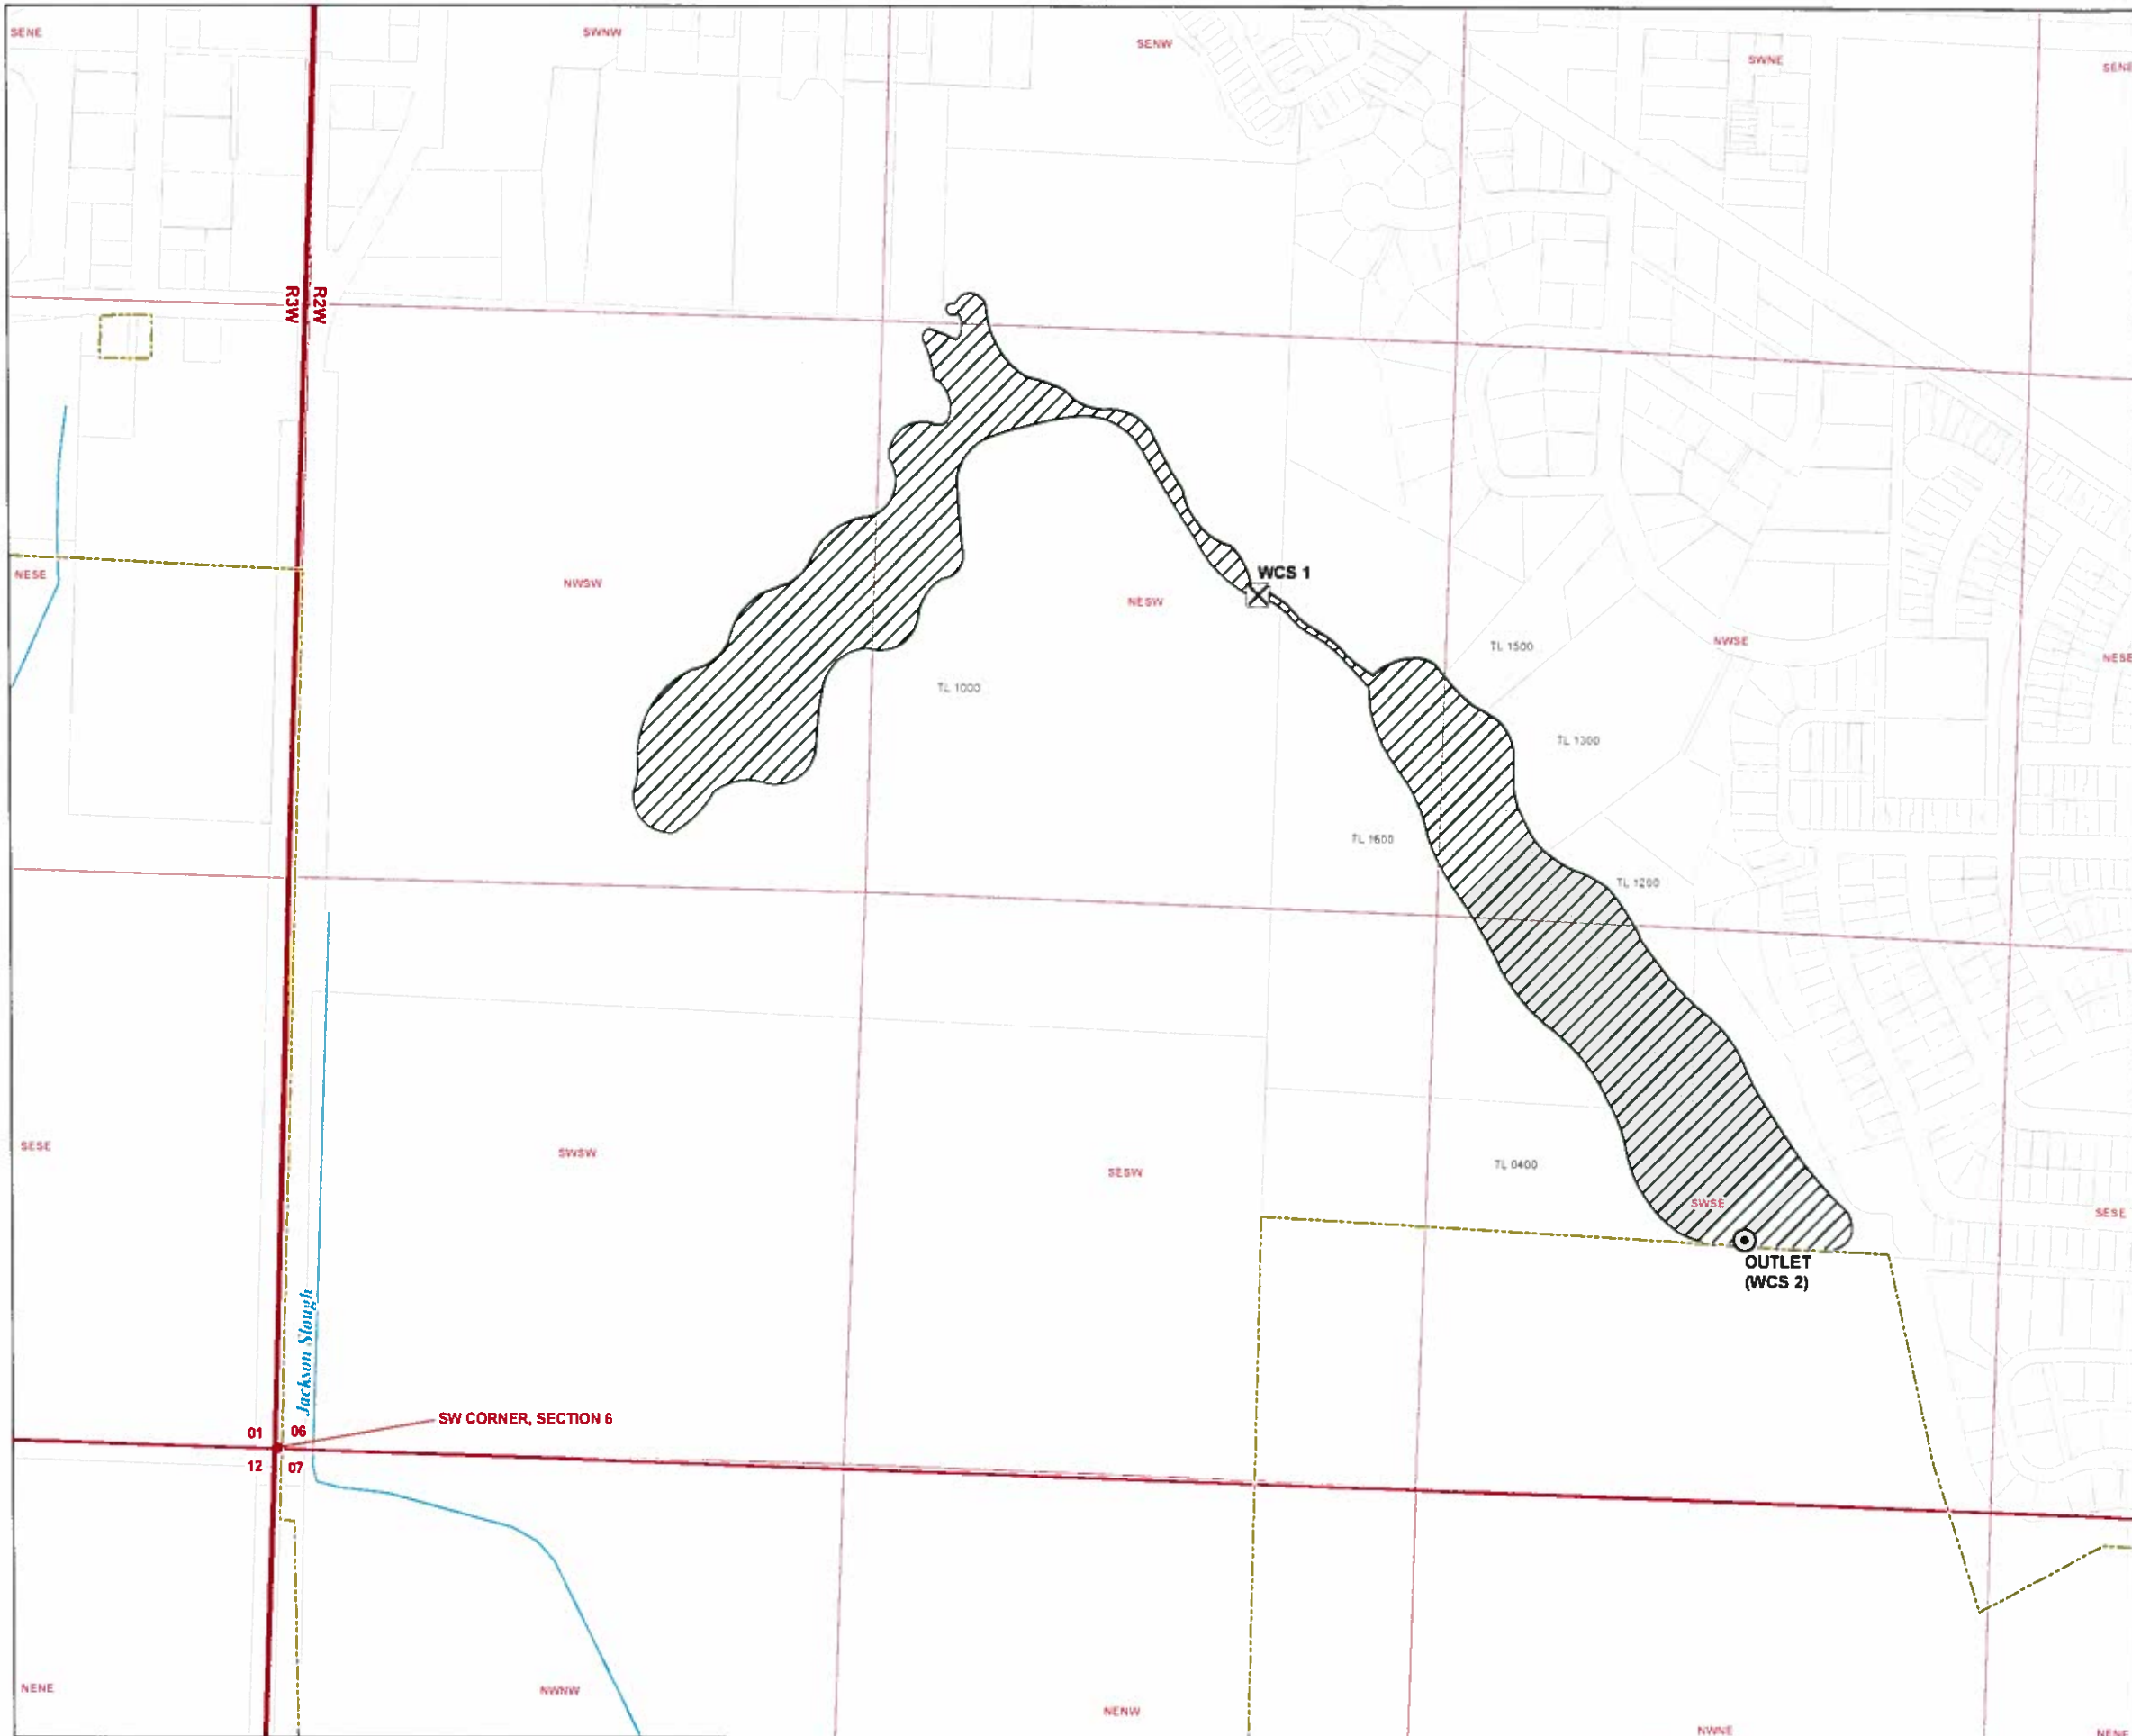 SENE
SWNW
SENW
SWNE
SENE
R3W
R2W
NESE
NWSW
WCS 1
NESW
TL 1500
NWSE
NESE
TL 1000
TL 1300
TL 1600
TL 1200
SESE
SWSW
SESW
TL 0400
SWSE
SESE
OUTLET
(WCS 2)
Jackson Slough
SW CORNER, SECTION 6
01
06
12
07
NENE
NWNW
NENW
NWNE
NENE